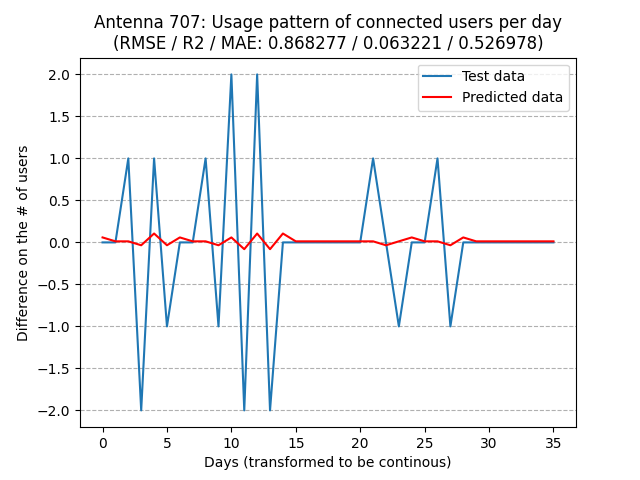 Antenna 707: Usage pattern of connected users per day
(RMSE / R2 / MAE: 0.868277 / 0.063221 / 0.526978)
Test data
Predicted data
2.0
1.5
1.0
0.5
0.0
−0.5
−1.0
−1.5
−2.0
Difference on the # of users
0 5 10 15 20 25 30 35
Days (transformed to be continous)